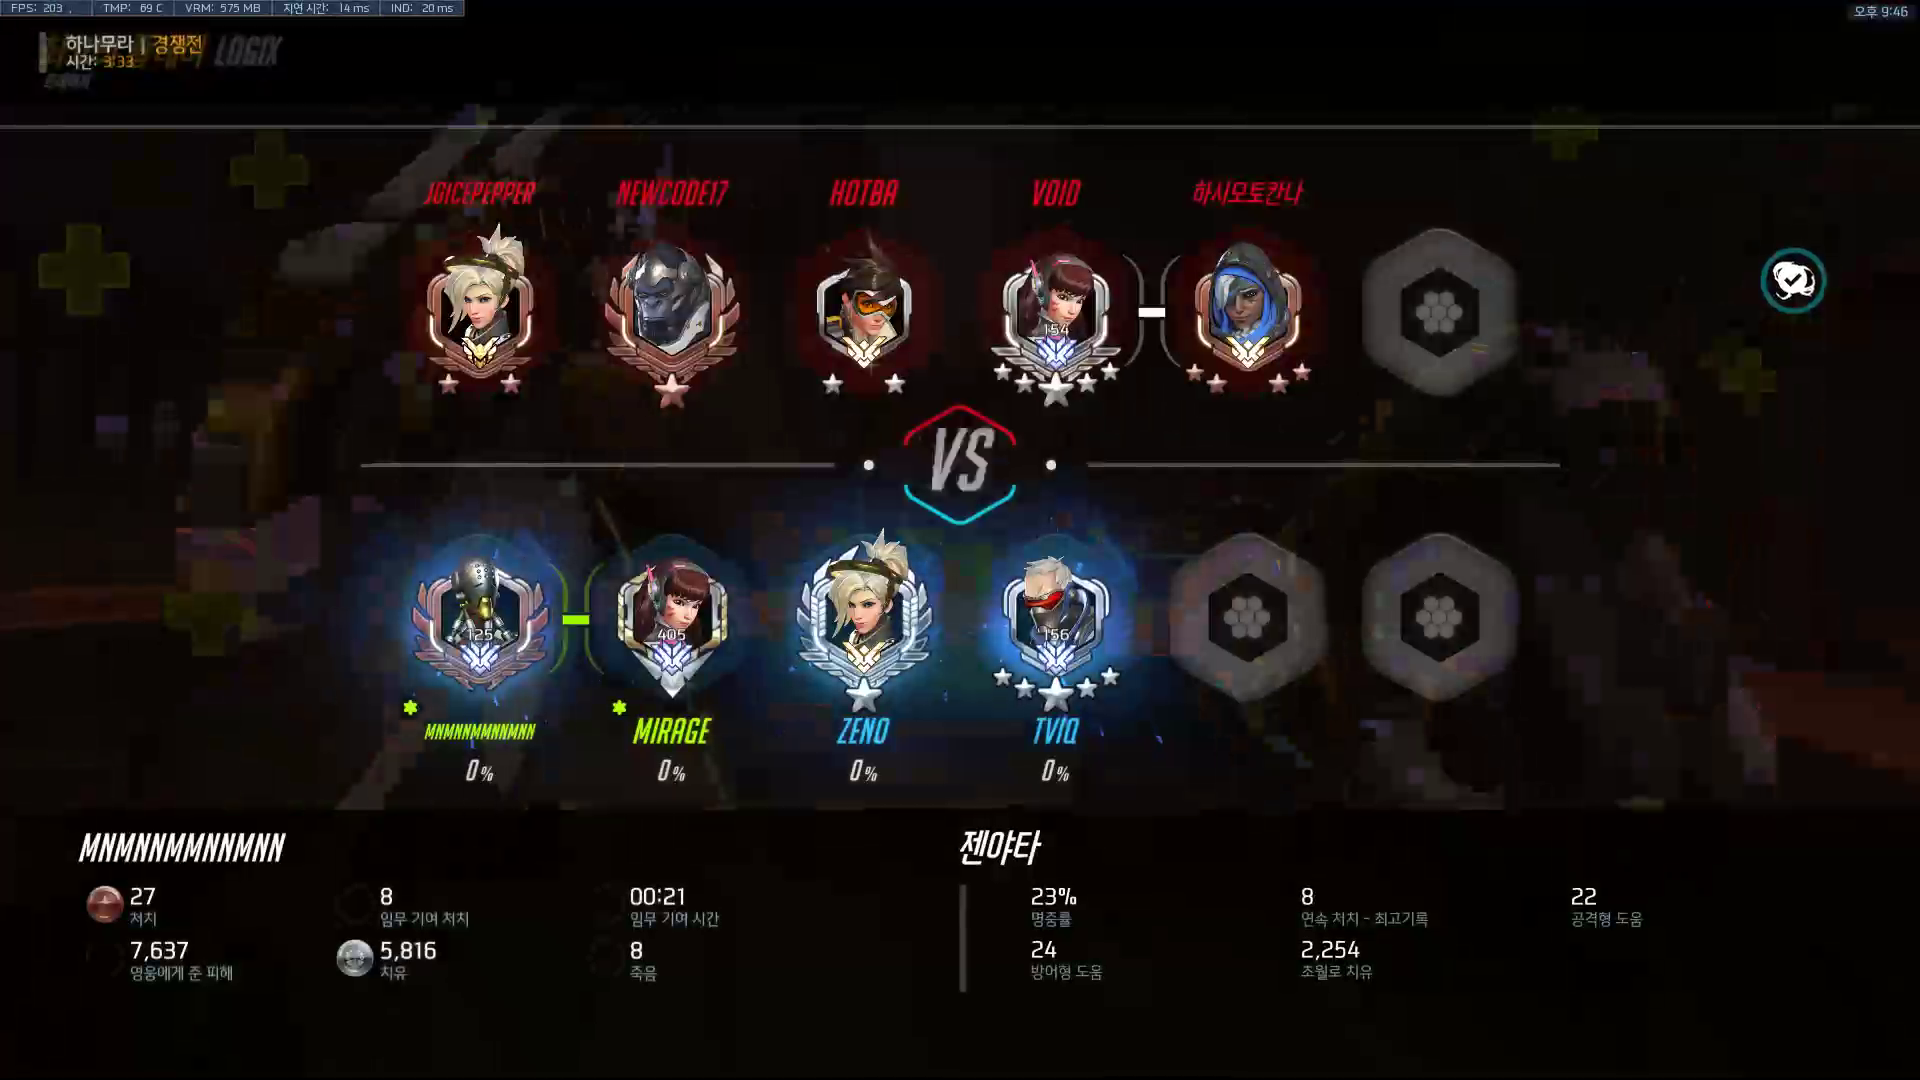 FPS: 203 , TMP: 69 C VRM: 575 MB 지연 시간: 14 ms IND: 20 ms
오후 9:46
하나무라 | 경쟁전 LOGIX
시간: 3:33
JOICEPEPPER NEWCODE17 HOTBA VOID 하시모토칸나
154
VS
125 405 156
MNMNNMMNNMNN MIRAGE ZENO TVIQ
0% 0% 0% 0%
MNMNNMMNNMNN 젠야타
27 8 00:21 23% 8 22
처치 임무 기여 처치 임무 기여 시간 명중률 연속 처치 - 최고기록 공격형 도움
7,637 5,816 8 24 2,254
영웅에게 준 피해 치유 죽음 방어형 도움 초월로 치유